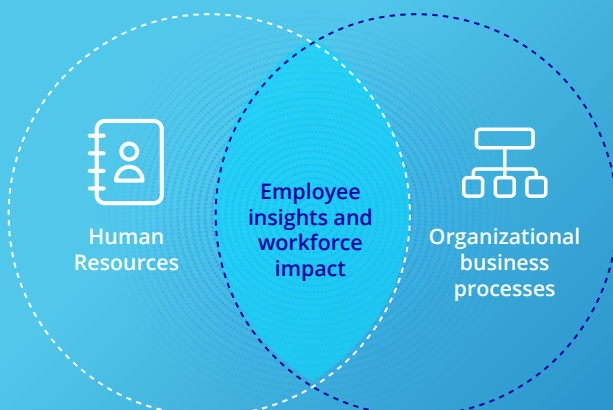 Human
Resources
Employee
insights and
workforce
impact
Organizational
business
processes